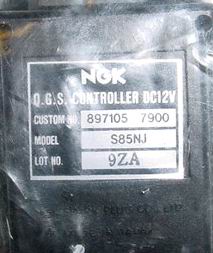 NGK
Q.G.S. CONTROLLER DC12V
CUSTOM NO. 897105 7900
MODEL S85NJ
LOT NO. 9ZA